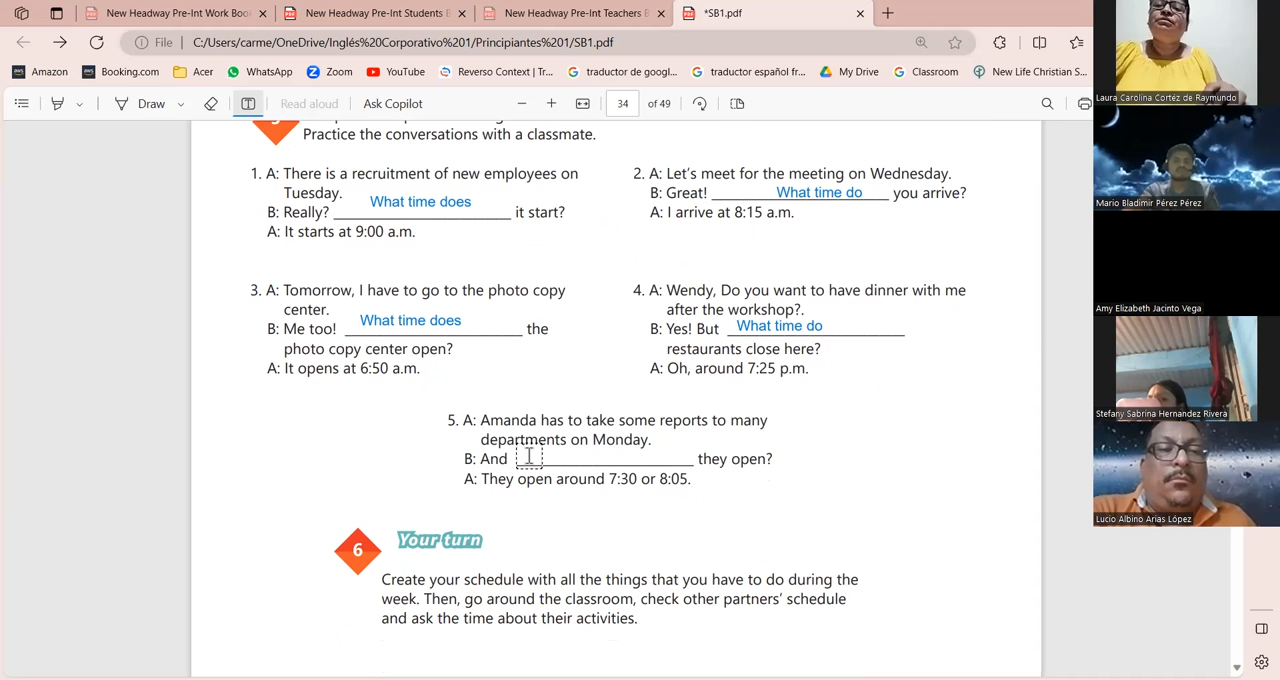 New Headway Pre-Int Work Boo
New Headway Pre-Int Students B
New Headway Pre-Int Teachers B
*SB1.pdf
File
C:/Users/carme/OneDrive/Inglés%20Corporativo%201/Principiantes%201/SB1.pdf
Amazon
Booking.com
Acer
WhatsApp
Zoom
YouTube
Reverso Context | Tr...
traductor de googl...
traductor español fr...
My Drive
Classroom
New Life Christian S...
Draw
Read aloud
Ask Copilot
34
of 49
Practice the conversations with a classmate.
1. A: There is a recruitment of new employees on
Tuesday.
B: Really? What time does it start?
A: It starts at 9:00 a.m.
2. A: Let's meet for the meeting on Wednesday.
B: Great! What time do you arrive?
A: I arrive at 8:15 a.m.
3. A: Tomorrow, I have to go to the photo copy
center.
B: Me too! What time does the
photo copy center open?
A: It opens at 6:50 a.m.
4. A: Wendy, Do you want to have dinner with me
after the workshop?.
B: Yes! But What time do
restaurants close here?
A: Oh, around 7:25 p.m.
5. A: Amanda has to take some reports to many
departments on Monday.
B: And ____________________ they open?
A: They open around 7:30 or 8:05.
6
Your turn
Create your schedule with all the things that you have to do during the
week. Then, go around the classroom, check other partners' schedule
and ask the time about their activities.
Laura Carolina Cortéz de Raymundo
Mario Bladimir Pérez Pérez
Amy Elizabeth Jacinto Vega
Stefany Sabrina Hernandez Rivera
Lucio Albino Arias López